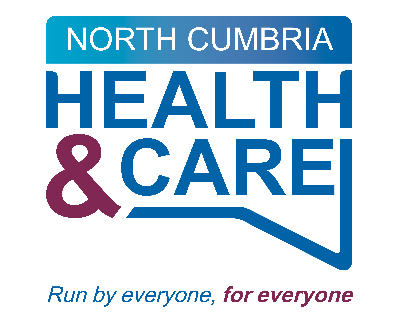 NORTH CUMBRIA
HEALTH
& CARE
Run by everyone, for everyone